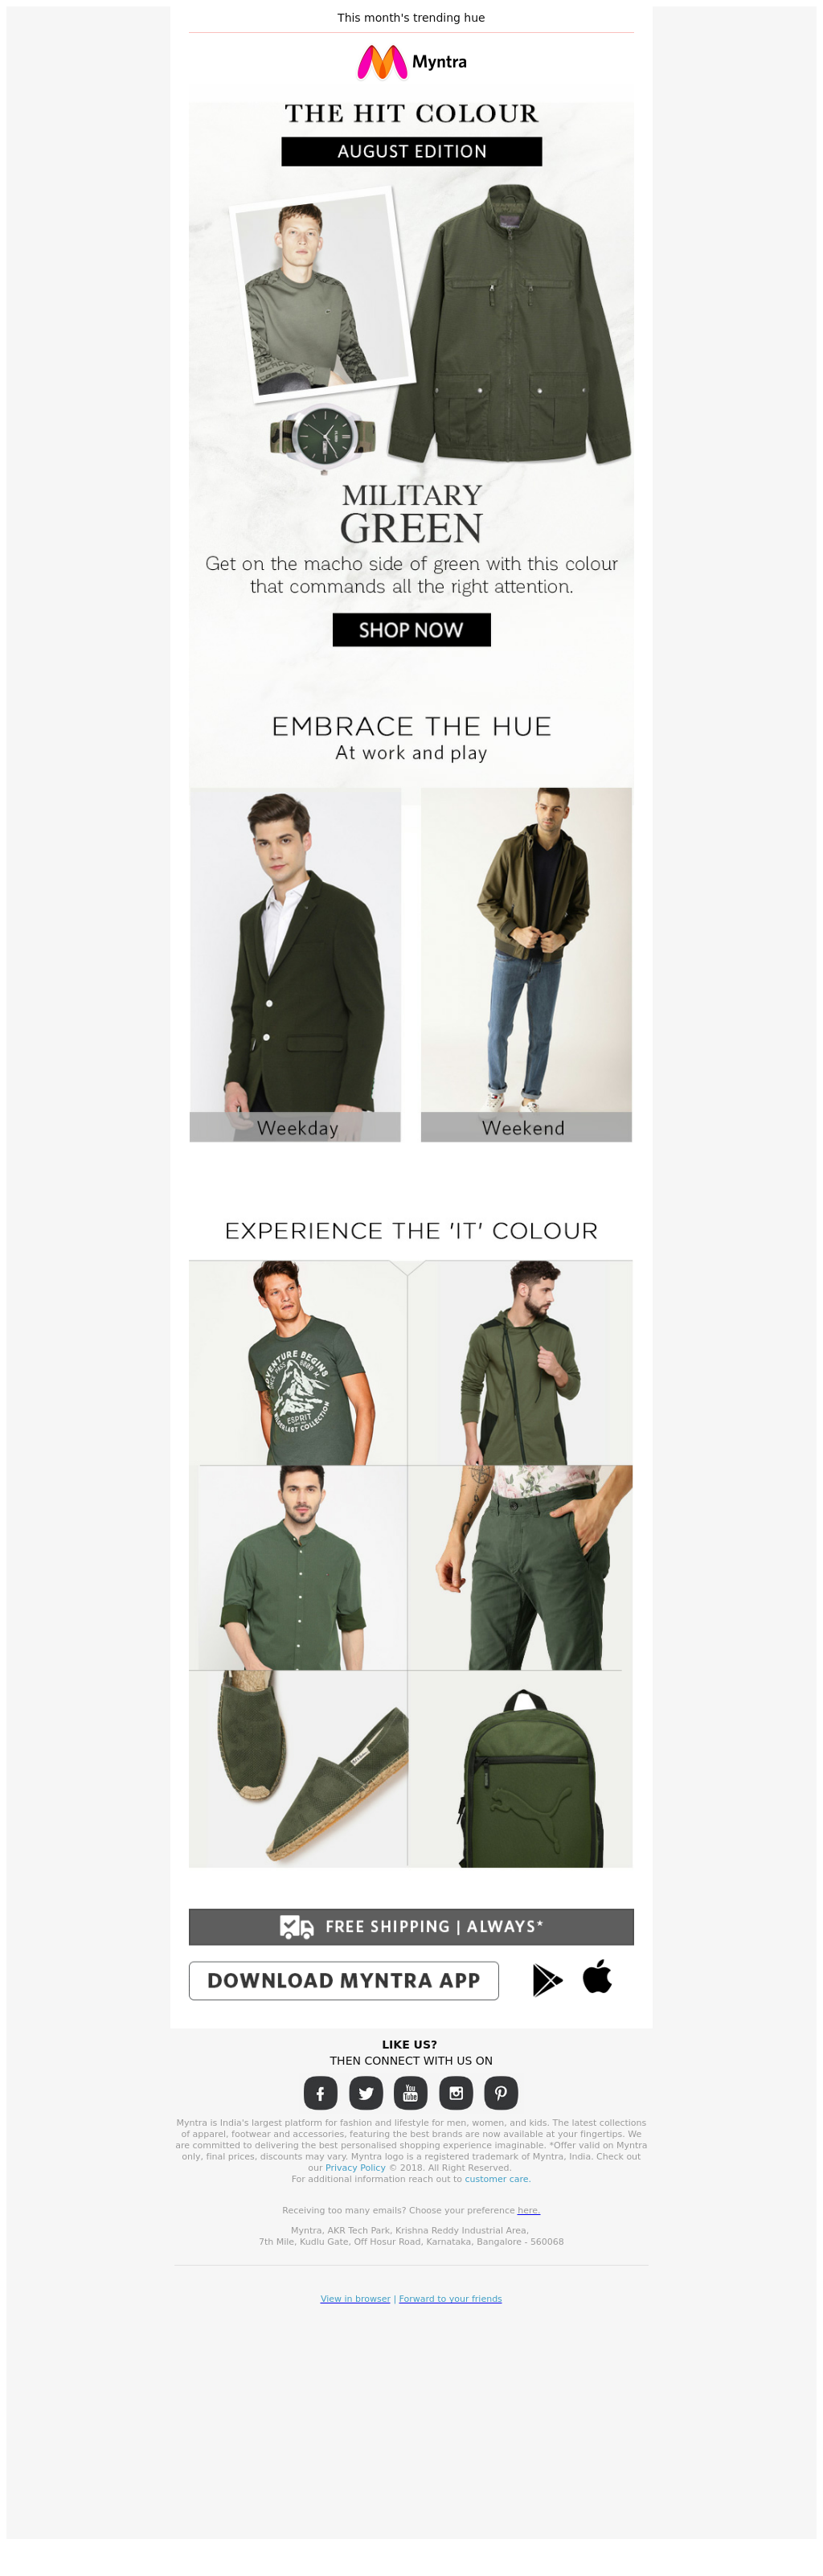 This month's trending hue
Myntra
THE HIT COLOUR
AUGUST EDITION
MILITARY
GREEN
Get on the macho side of green with this colour
that commands all the right attention.
SHOP NOW
EMBRACE THE HUE
At work and play
Weekday
Weekend
EXPERIENCE THE 'IT' COLOUR
ADVENTURE BEGINS
ESPRIT
FREE SHIPPING | ALWAYS*
DOWNLOAD MYNTRA APP
LIKE US?
THEN CONNECT WITH US ON
You
Tube
Myntra is India's largest platform for fashion and lifestyle for men, women, and kids. The latest collections
of apparel, footwear and accessories, featuring the best brands are now available at your fingertips. We
are committed to delivering the best personalised shopping experience imaginable. *Offer valid on Myntra
only, final prices, discounts may vary. Myntra logo is a registered trademark of Myntra, India. Check out
our Privacy Policy © 2018. All Right Reserved.
For additional information reach out to customer care.
Receiving too many emails? Choose your preference here.
Myntra, AKR Tech Park, Krishna Reddy Industrial Area,
7th Mile, Kudlu Gate, Off Hosur Road, Karnataka, Bangalore - 560068
View in browser | Forward to your friends